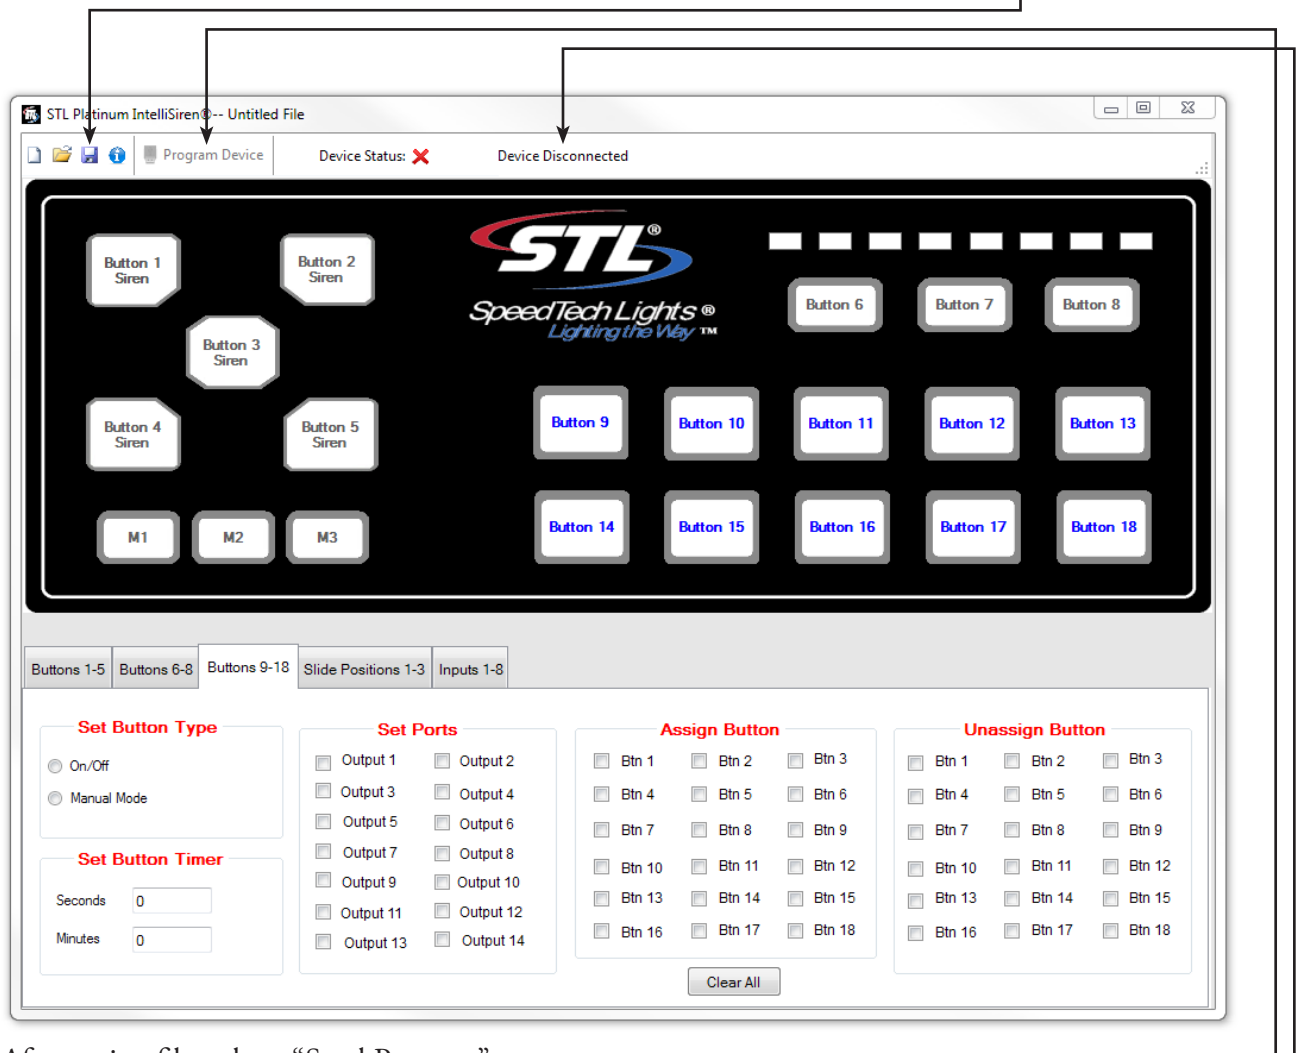 STL Platinum IntelliSiren®-- Untitled File
Program Device
Device Status:
Device Disconnected
Button 1
Siren
Button 2
Siren
Button 3
Siren
Button 4
Siren
Button 5
Siren
M1
M2
M3
STL®
SpeedTech Lights ®
Lighting the Way ™
Button 6
Button 7
Button 8
Button 9
Button 10
Button 11
Button 12
Button 13
Button 14
Button 15
Button 16
Button 17
Button 18
Buttons 1-5
Buttons 6-8
Buttons 9-18
Slide Positions 1-3
Inputs 1-8
Set Button Type
On/Off
Manual Mode
Set Button Timer
Seconds 0
Minutes 0
Set Ports
Output 1 Output 2
Output 3 Output 4
Output 5 Output 6
Output 7 Output 8
Output 9 Output 10
Output 11 Output 12
Output 13 Output 14
Assign Button
Btn 1 Btn 2 Btn 3
Btn 4 Btn 5 Btn 6
Btn 7 Btn 8 Btn 9
Btn 10 Btn 11 Btn 12
Btn 13 Btn 14 Btn 15
Btn 16 Btn 17 Btn 18
Clear All
Unassign Button
Btn 1 Btn 2 Btn 3
Btn 4 Btn 5 Btn 6
Btn 7 Btn 8 Btn 9
Btn 10 Btn 11 Btn 12
Btn 13 Btn 14 Btn 15
Btn 16 Btn 17 Btn 18